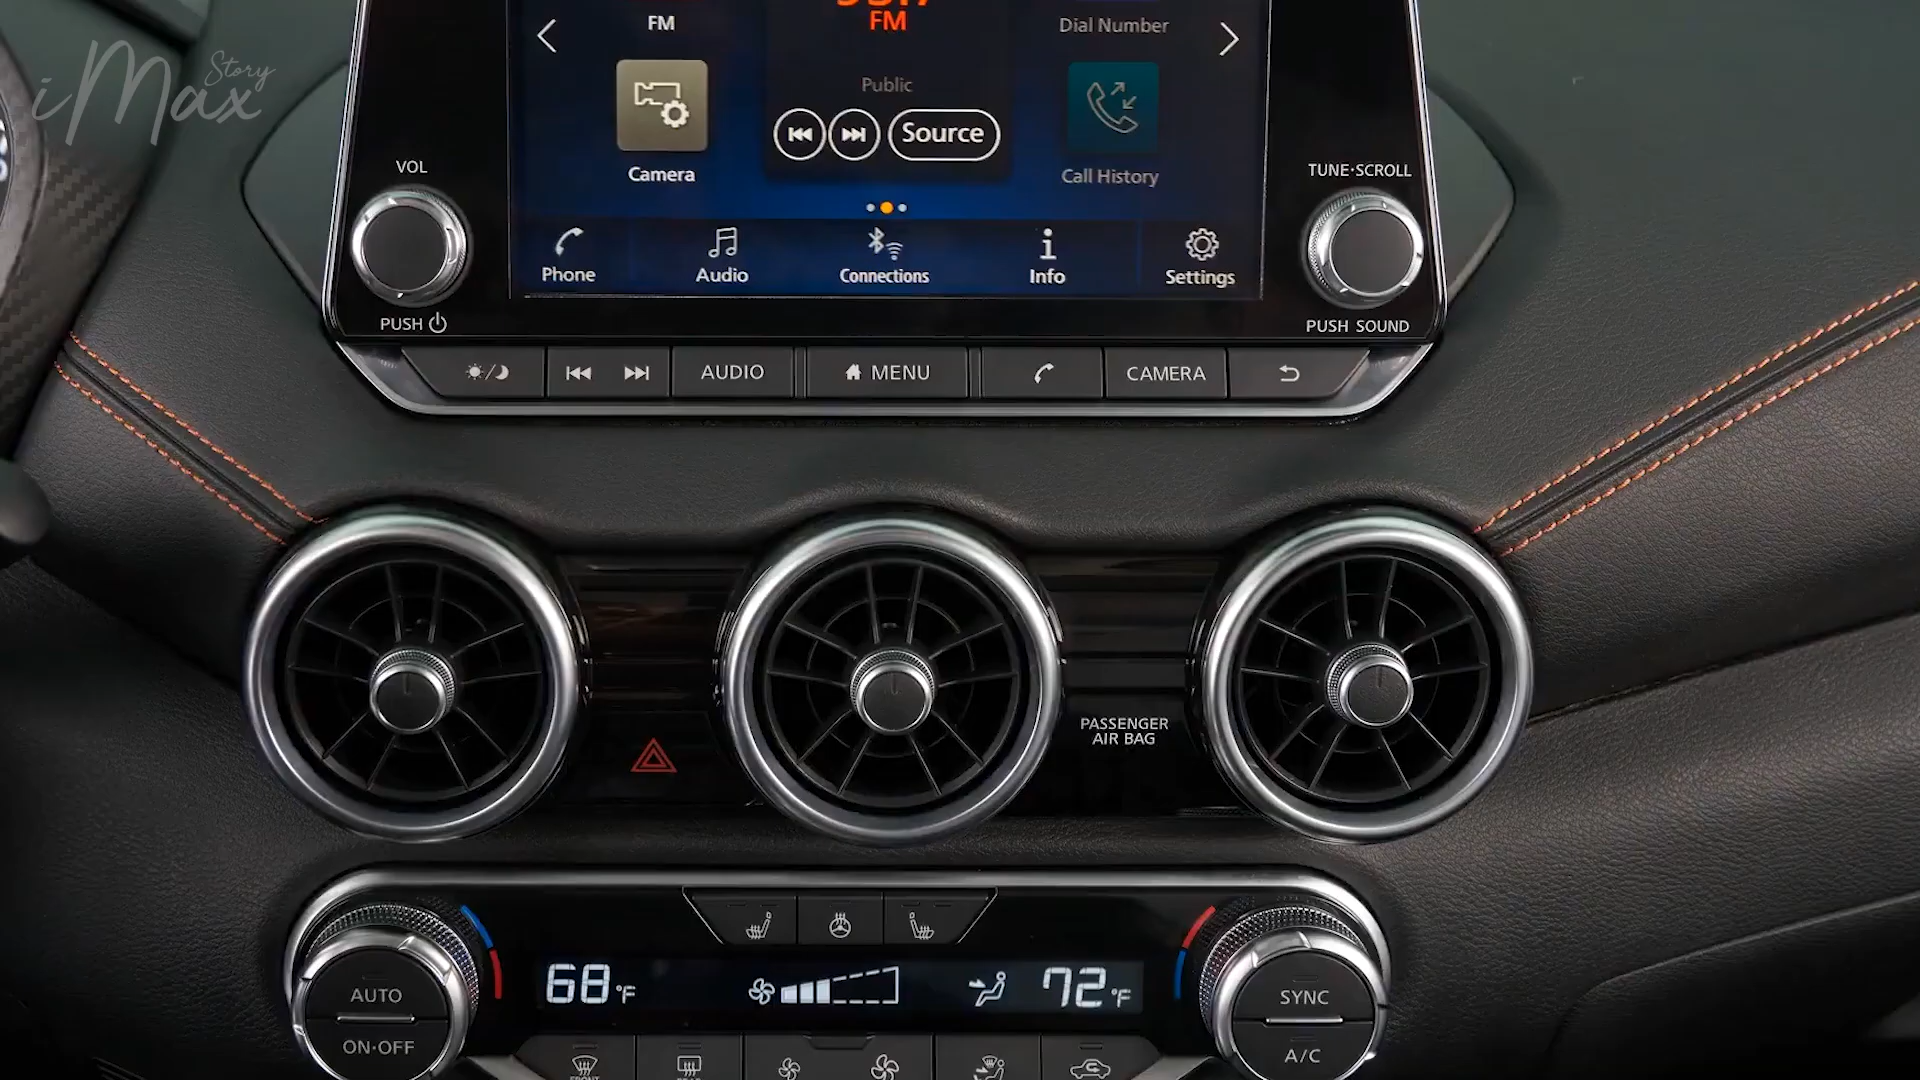 iMax Story
FM
FM
Dial Number
Public
Source
Camera
Call History
VOL
TUNE·SCROLL
Phone
Audio
Connections
Info
Settings
PUSH
PUSH SOUND
AUDIO
MENU
CAMERA
PASSENGER
AIR BAG
68°F
72°F
AUTO
SYNC
ON·OFF
A/C